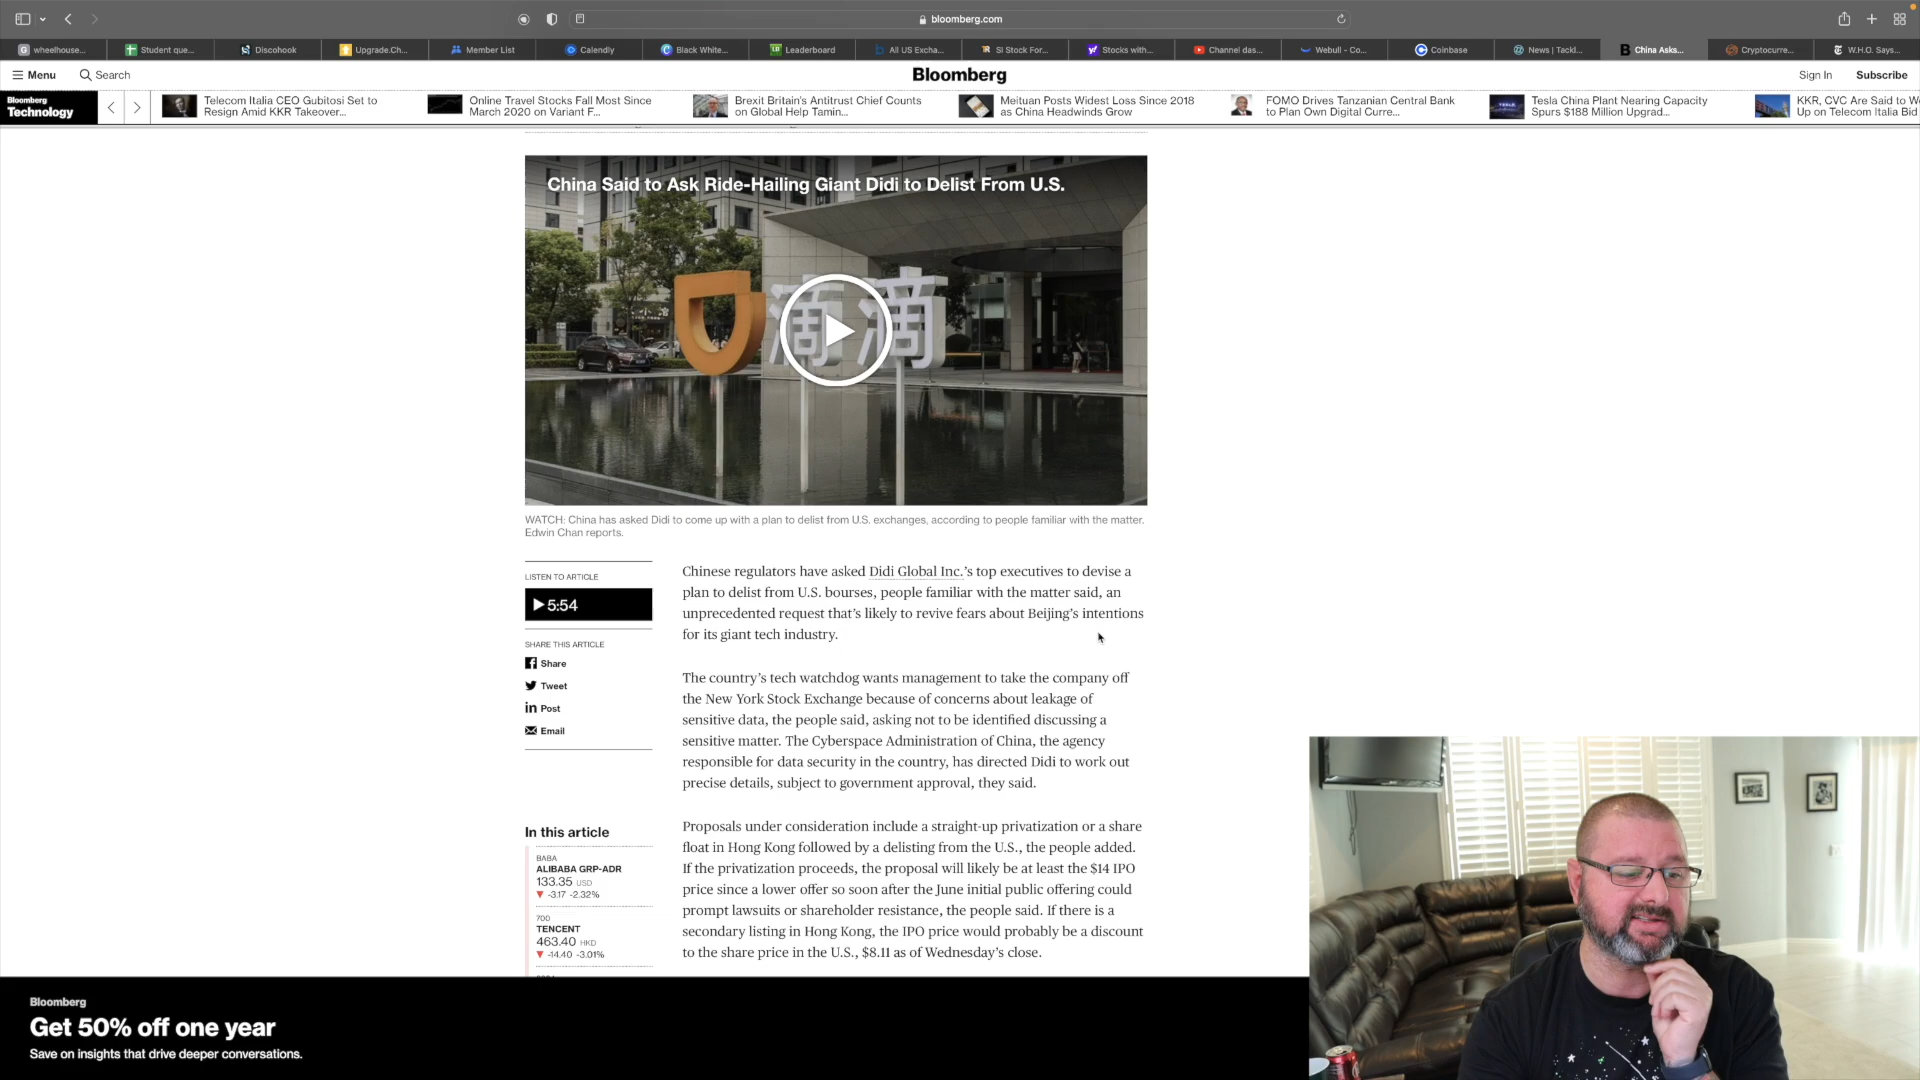 bloomberg.com
wheelhouse...
Student que...
Discohook
Upgrade.Ch...
Member List
Calendly
Black White...
Leaderboard
All US Excha...
SI Stock For...
Stocks with...
Channel das...
Webull - Co...
Coinbase
News | Tackl...
China Asks...
Cryptocurre...
W.H.O. Says...
Menu
Search
Bloomberg
Sign In
Subscribe
Bloomberg
Technology
Telecom Italia CEO Gubitosi Set to
Resign Amid KKR Takeover...
Online Travel Stocks Fall Most Since
March 2020 on Variant F...
Brexit Britain's Antitrust Chief Counts
on Global Help Tamin...
Meituan Posts Widest Loss Since 2018
as China Headwinds Grow
FOMO Drives Tanzanian Central Bank
to Plan Own Digital Curre...
Tesla China Plant Nearing Capacity
Spurs $188 Million Upgrad...
KKR, CVC Are Said to W
Up on Telecom Italia Bid
China Said to Ask Ride-Hailing Giant Didi to Delist From U.S.
滴滴
WATCH: China has asked Didi to come up with a plan to delist from U.S. exchanges, according to people familiar with the matter.
Edwin Chan reports.
LISTEN TO ARTICLE
5:54
SHARE THIS ARTICLE
Share
Tweet
Post
Email
Chinese regulators have asked Didi Global Inc.'s top executives to devise a
plan to delist from U.S. bourses, people familiar with the matter said, an
unprecedented request that's likely to revive fears about Beijing's intentions
for its giant tech industry.
The country's tech watchdog wants management to take the company off
the New York Stock Exchange because of concerns about leakage of
sensitive data, the people said, asking not to be identified discussing a
sensitive matter. The Cyberspace Administration of China, the agency
responsible for data security in the country, has directed Didi to work out
precise details, subject to government approval, they said.
Proposals under consideration include a straight-up privatization or a share
float in Hong Kong followed by a delisting from the U.S., the people added.
If the privatization proceeds, the proposal will likely be at least the $14 IPO
price since a lower offer so soon after the June initial public offering could
prompt lawsuits or shareholder resistance, the people said. If there is a
secondary listing in Hong Kong, the IPO price would probably be a discount
to the share price in the U.S., $8.11 as of Wednesday's close.
In this article
BABA
ALIBABA GRP-ADR
133.35 USD
▼ -3.17 -2.32%
700
TENCENT
463.40 HKD
▼ -14.40 -3.01%
Bloomberg
Get 50% off one year
Save on insights that drive deeper conversations.